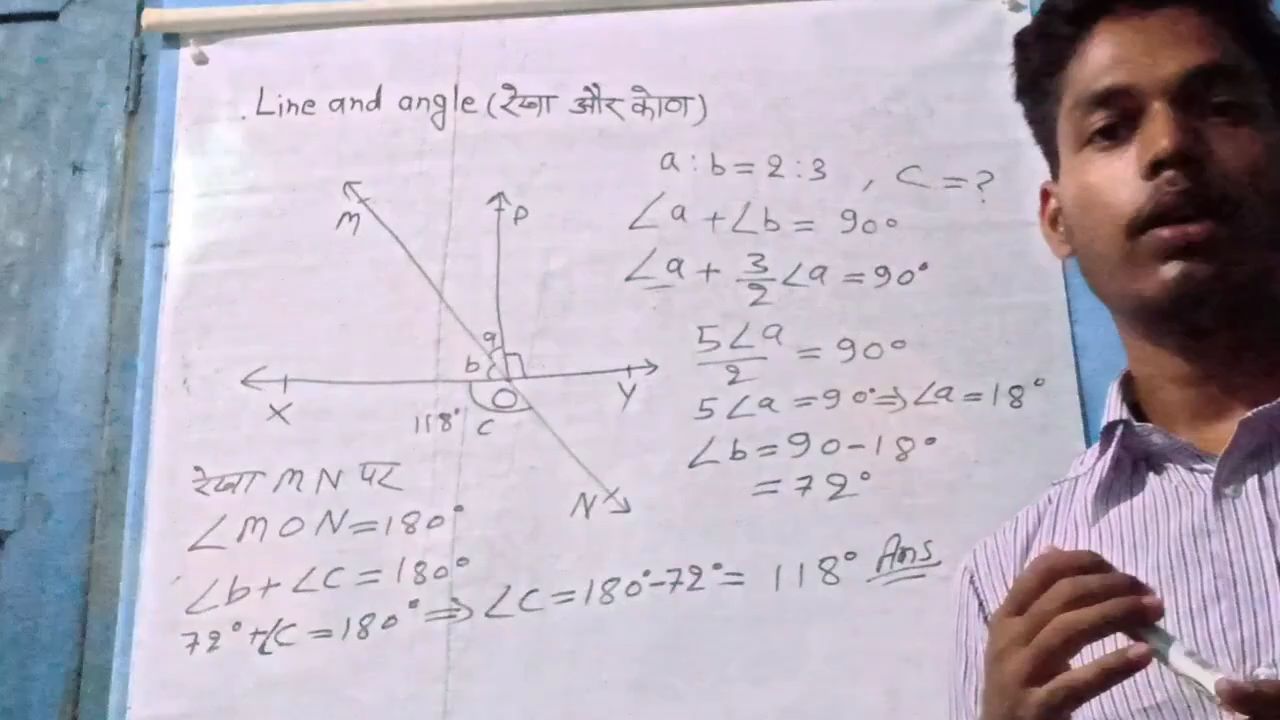 Line and angle (रेखा और कोण)
a : b = 2 : 3 , C = ?
∠a + ∠b = 90°
∠a + 3/2 ∠a = 90°
5∠a/2 = 90°
5∠a = 90° ⇒ ∠a = 18°
∠b = 90 - 18°
= 72°
M
P
a
b
X
O
Y
118° C
N
रेखा MN पर
∠MON = 180°
∠b + ∠C = 180°
72° + ∠C = 180° ⇒ ∠C = 180° - 72° = 118° Ans